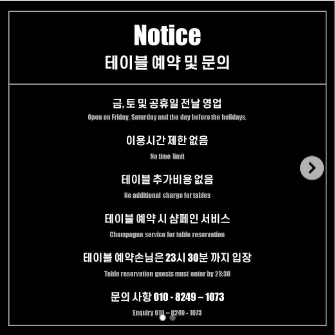 Notice
테이블 예약 및 문의
금, 토 및 공휴일 전날 영업
Open on Friday, Saturday and the day before the holidays.
이용시간 제한 없음
No time limit
테이블 추가비용 없음
No additional charge for tables
테이블 예약 시 샴페인 서비스
Champagne service for table reservation
테이블 예약손님은 23시 30분 까지 입장
Table reservation guests must enter by 23:30
문의 사항 010 - 8249 – 1073
Enquiry 010 – 8249 - 1073